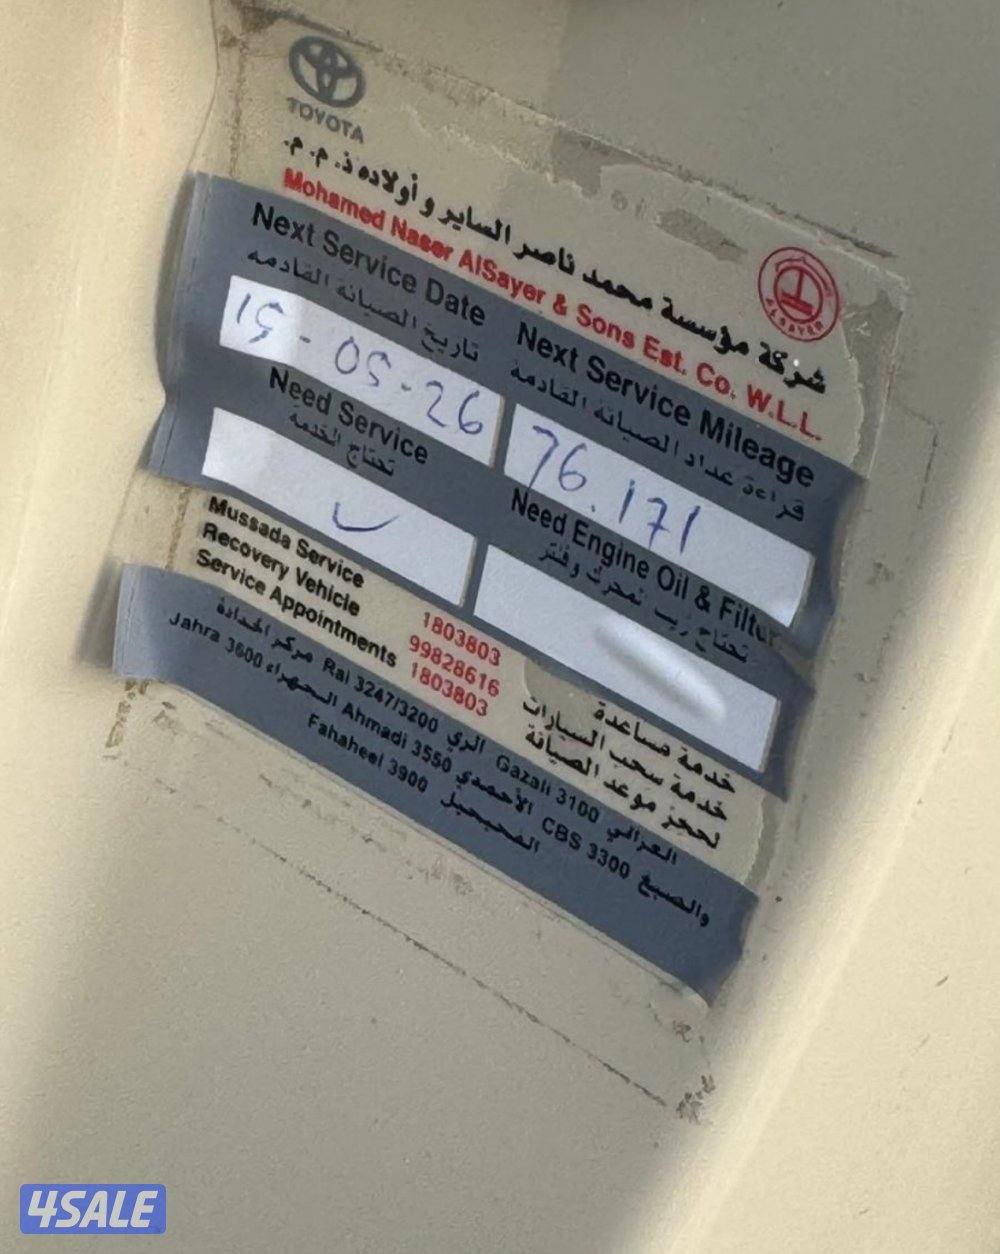 TOYOTA
شركة مؤسسة محمد ناصر الساير و أولاده ذ. م. م.
Mohamed Naser AlSayer & Sons Est. Co. W.L.L.
ALSAYER
Next Service Date
تاريخ الصيانة القادمة
15-05-26
Next Service Mileage
قراءة عداد الصيانة القادمة
76.171
Need Service
تحتاج الخدمة
Need Engine Oil & Filter
تحتاج زيت محرك وفلتر
Mussada Service 1803803 خدمة مساعدة
Recovery Vehicle 99828616 خدمة سحب السيارات
Service Appointments 1803803 لحجز موعد الصيانة
مركز الحدادة Rai 3247/3200 الري Gazali 3100 الغزالي
Jahra 3600 الجهراء Ahmadi 3550 الأحمدي CBS 3300 والصبغ
Fahaheel 3900 الفحيحيل
4SALE